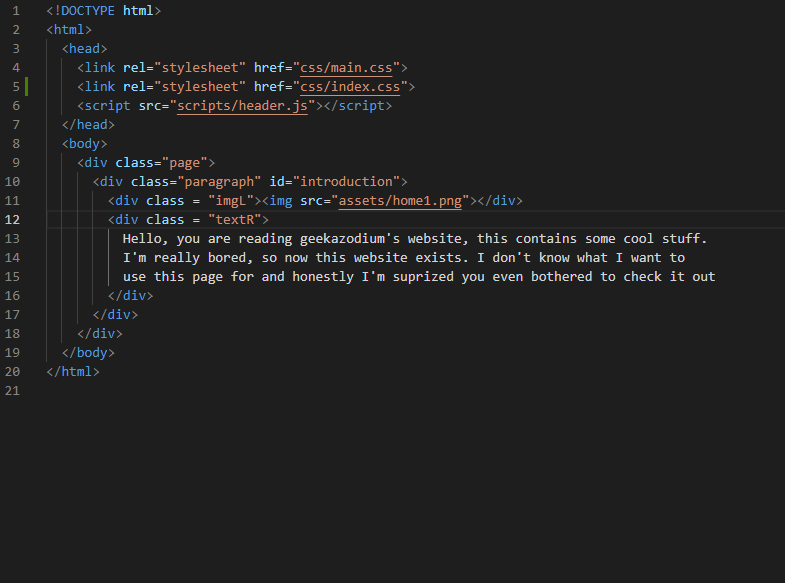 1 <!DOCTYPE html>
2 <html>
3 <head>
4 <link rel="stylesheet" href="css/main.css">
5 <link rel="stylesheet" href="css/index.css">
6 <script src="scripts/header.js"></script>
7 </head>
8 <body>
9 <div class="page">
10 <div class="paragraph" id="introduction">
11 <div class = "imgL"><img src="assets/home1.png"></div>
12 <div class = "textR">
13 Hello, you are reading geekazodium's website, this contains some cool stuff.
14 I'm really bored, so now this website exists. I don't know what I want to
15 use this page for and honestly I'm suprized you even bothered to check it out
16 </div>
17 </div>
18 </div>
19 </body>
20 </html>
21